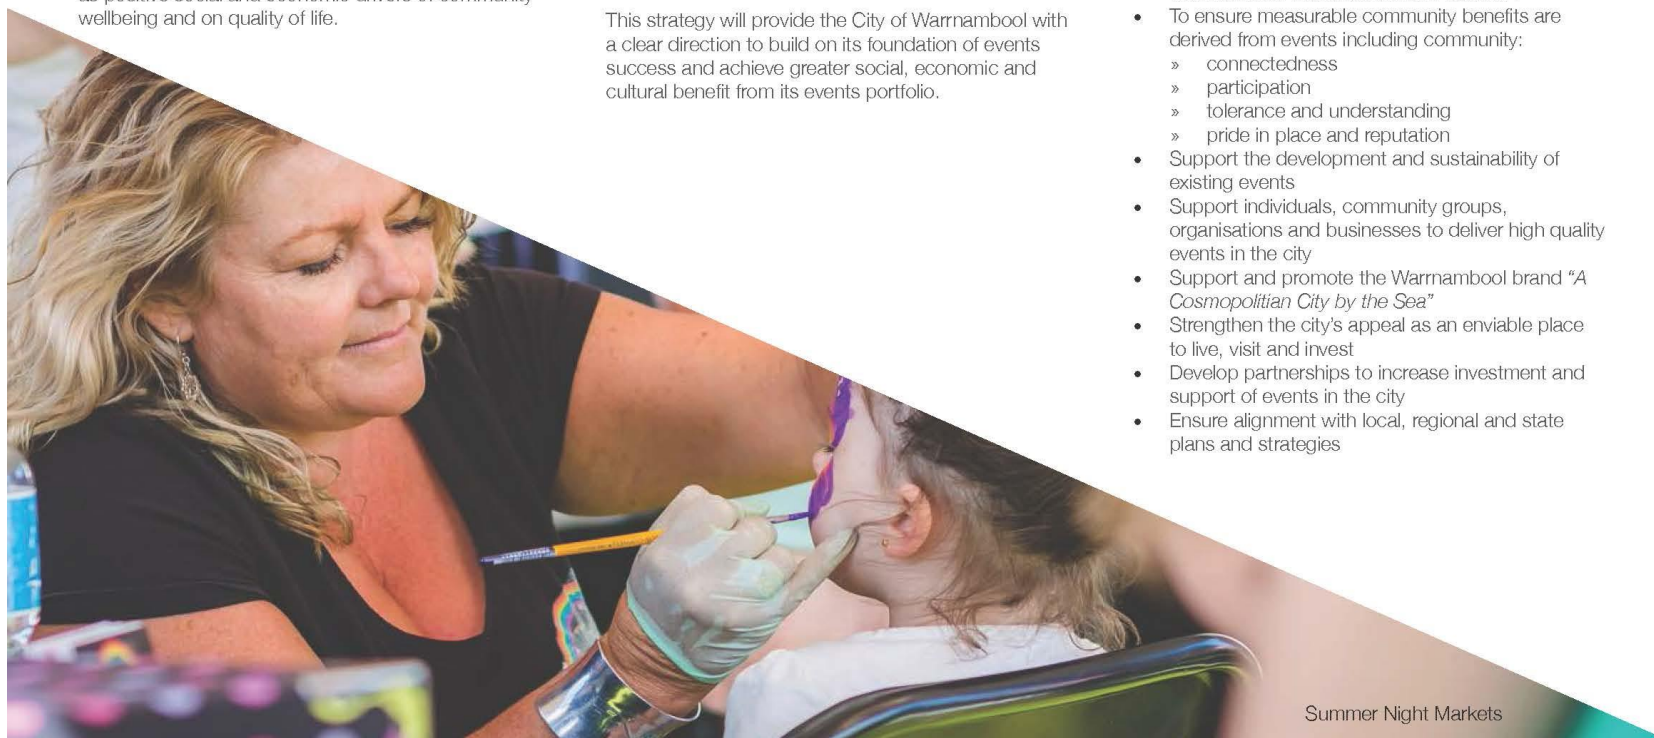 wellbeing and on quality of life.
This strategy will provide the City of Warrnambool with
a clear direction to build on its foundation of events
success and achieve greater social, economic and
cultural benefit from its events portfolio.
• To ensure measurable community benefits are
derived from events including community:
» connectedness
» participation
» tolerance and understanding
» pride in place and reputation
• Support the development and sustainability of
existing events
• Support individuals, community groups,
organisations and businesses to deliver high quality
events in the city
• Support and promote the Warrnambool brand “A
Cosmopolitian City by the Sea”
• Strengthen the city’s appeal as an enviable place
to live, visit and invest
• Develop partnerships to increase investment and
support of events in the city
• Ensure alignment with local, regional and state
plans and strategies
Summer Night Markets